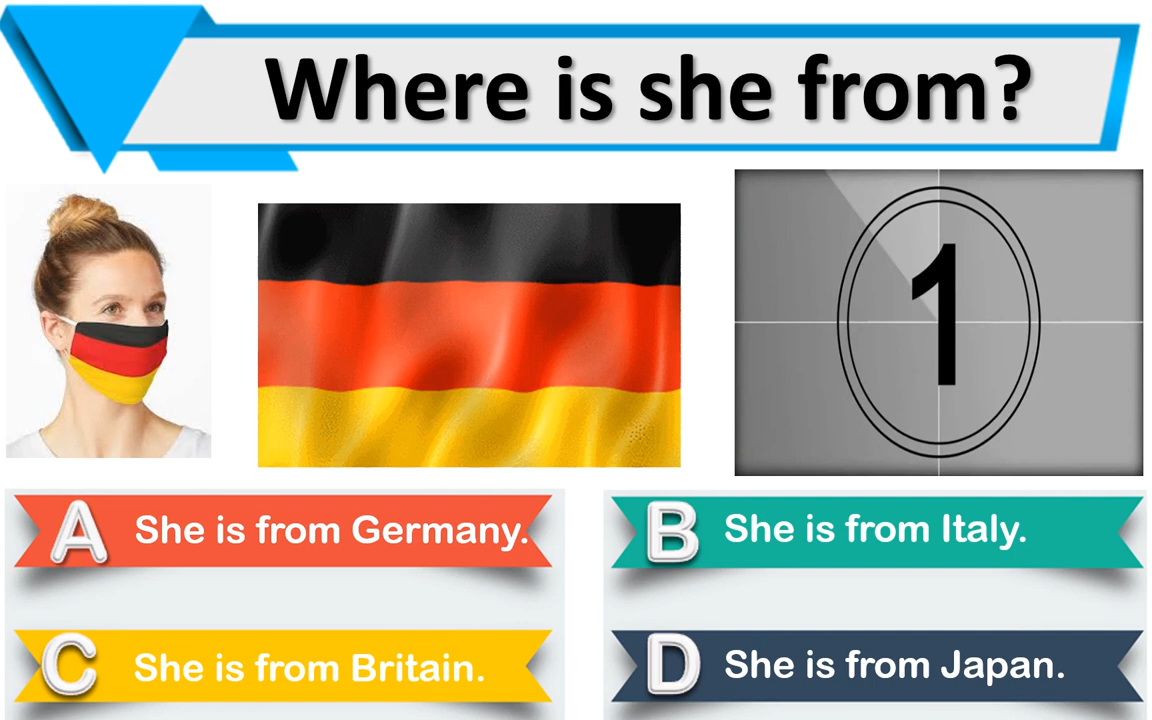 Where is she from?
1
A She is from Germany.
B She is from Italy.
C She is from Britain.
D She is from Japan.